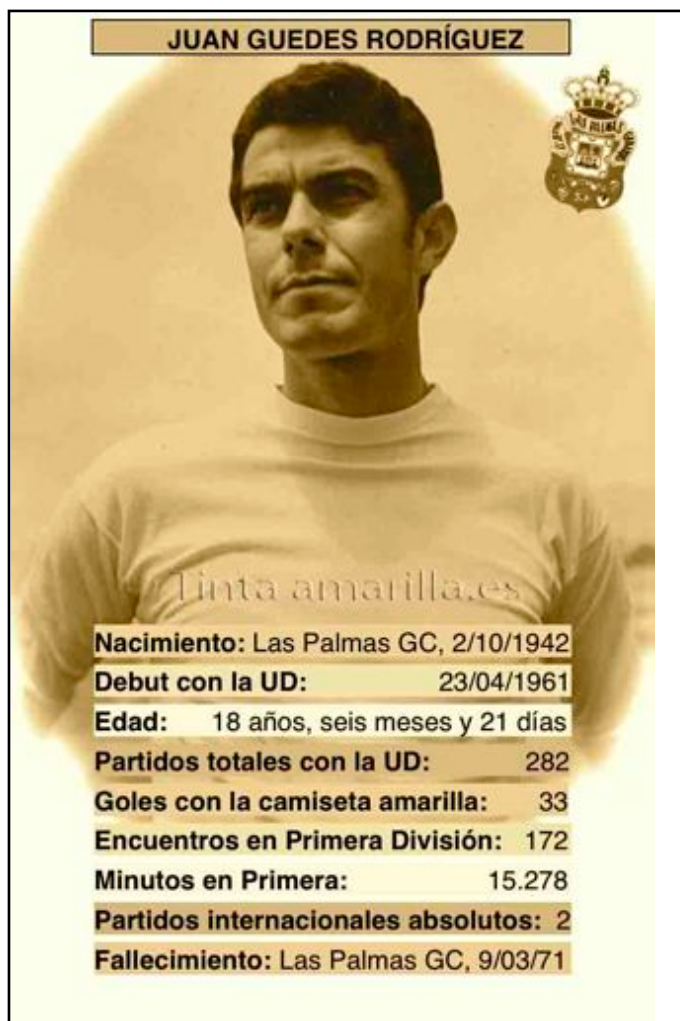 JUAN GUEDES RODRÍGUEZ
LAS PALMAS
Tinta amarilla.es
Nacimiento: Las Palmas GC, 2/10/1942
Debut con la UD: 23/04/1961
Edad: 18 años, seis meses y 21 días
Partidos totales con la UD: 282
Goles con la camiseta amarilla: 33
Encuentros en Primera División: 172
Minutos en Primera: 15.278
Partidos internacionales absolutos: 2
Fallecimiento: Las Palmas GC, 9/03/71